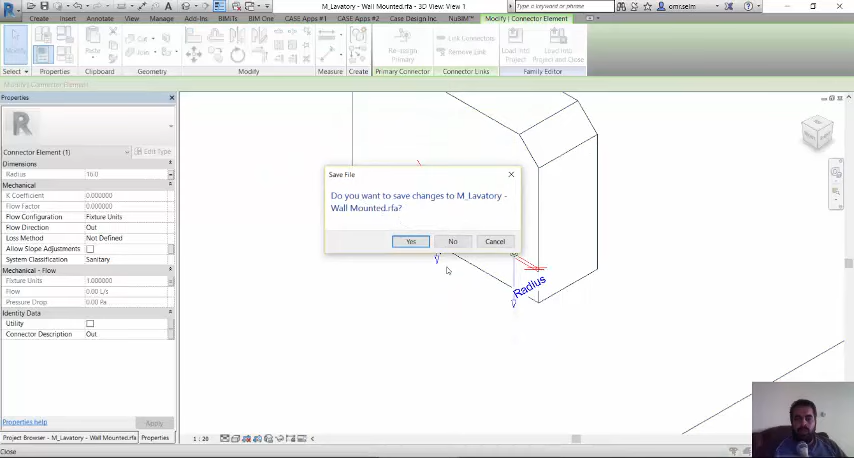 M_Lavatory - Wall Mounted.rfa - 3D View: View 1
Type a keyword or phrase
omr.selm
Create
Insert
Annotate
View
Manage
Add-Ins
BIMiTs
BIM One
CASE Apps #1
CASE Apps #2
Case Design Inc.
NuBIM™
Modify | Connector Element
Modify
Paste
Cut
Join
Re-assign
Primary
Link Connectors
Remove Link
Load into
Project
Load into
Project and Close
Select
Properties
Clipboard
Geometry
Modify
Measure
Create
Primary Connector
Connector Links
Family Editor
Modify | Connector Element
Properties
Connector Element (1)
Edit Type
Dimensions
Radius 16.0
Mechanical
K Coefficient 0.000000
Flow Factor 0.000000
Flow Configuration Fixture Units
Flow Direction Out
Loss Method Not Defined
Allow Slope Adjustments
System Classification Sanitary
Mechanical - Flow
Fixture Units 1.000000
Flow 0.00 L/s
Pressure Drop 0.00 Pa
Identity Data
Utility
Connector Description Out
Properties help
Apply
Project Browser - M_Lavatory - Wall Mounted.rfa
Properties
Close
Save File
Do you want to save changes to M_Lavatory -
Wall Mounted.rfa?
Yes
No
Cancel
Radius
1 : 20